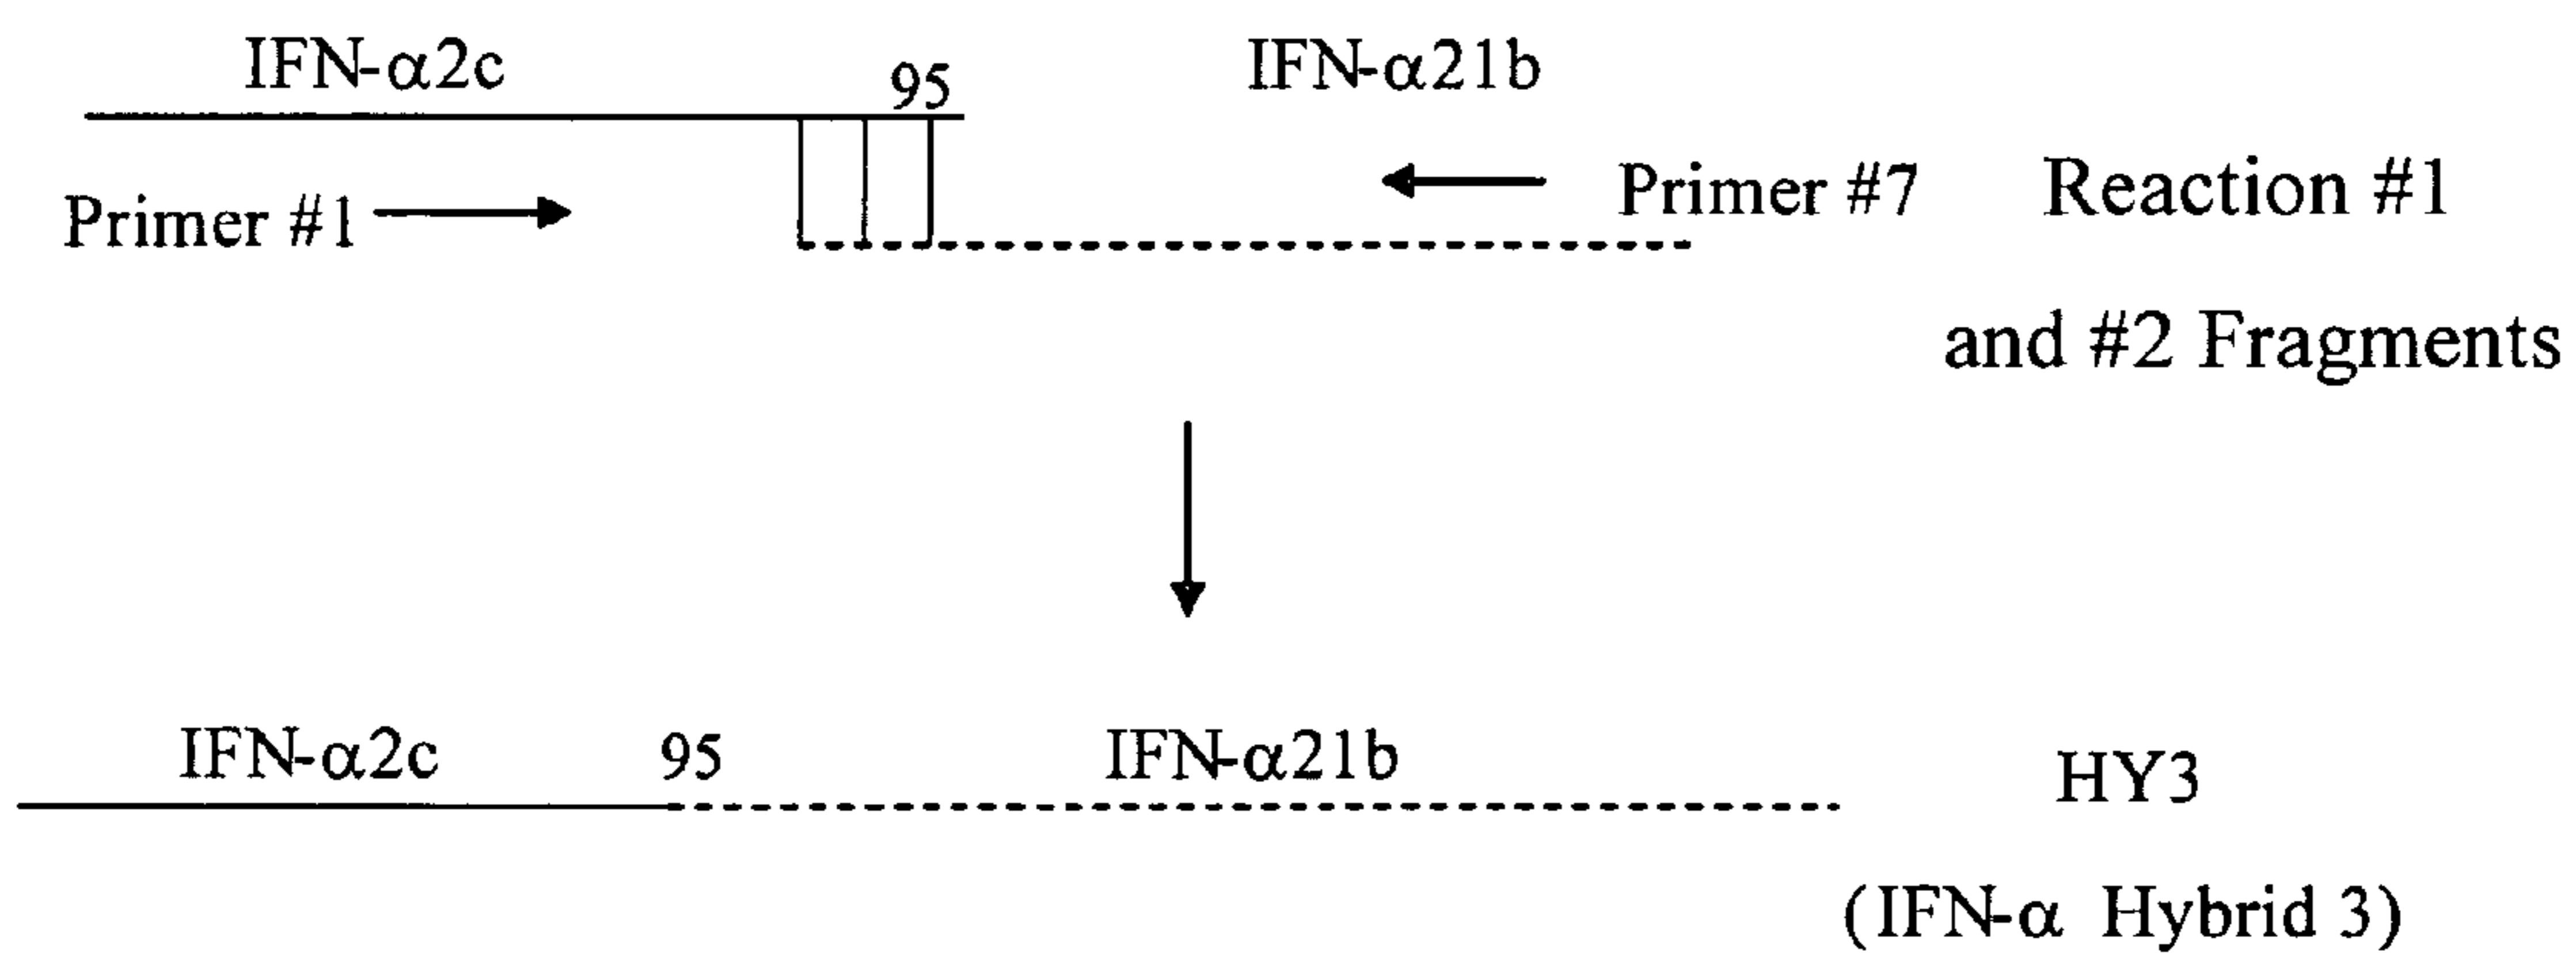 IFN-α2c
95
IFN-α21b
Primer #1
Primer #7
Reaction #1
and #2 Fragments
IFN-α2c
95
IFN-α21b
HY3
(IFN-α Hybrid 3)